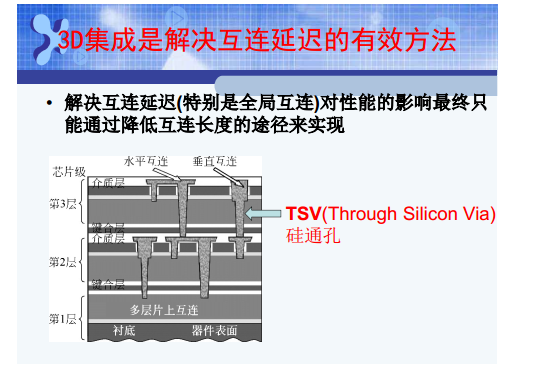 3D集成是解决互连延迟的有效方法
• 解决互连延迟(特别是全局互连)对性能的影响最终只
能通过降低互连长度的途径来实现
水平互连 垂直互连
芯片级
介质层
第3层
键合层
介质层
第2层
键合层
第1层
多层片上互连
衬底 器件表面
TSV(Through Silicon Via)
硅通孔